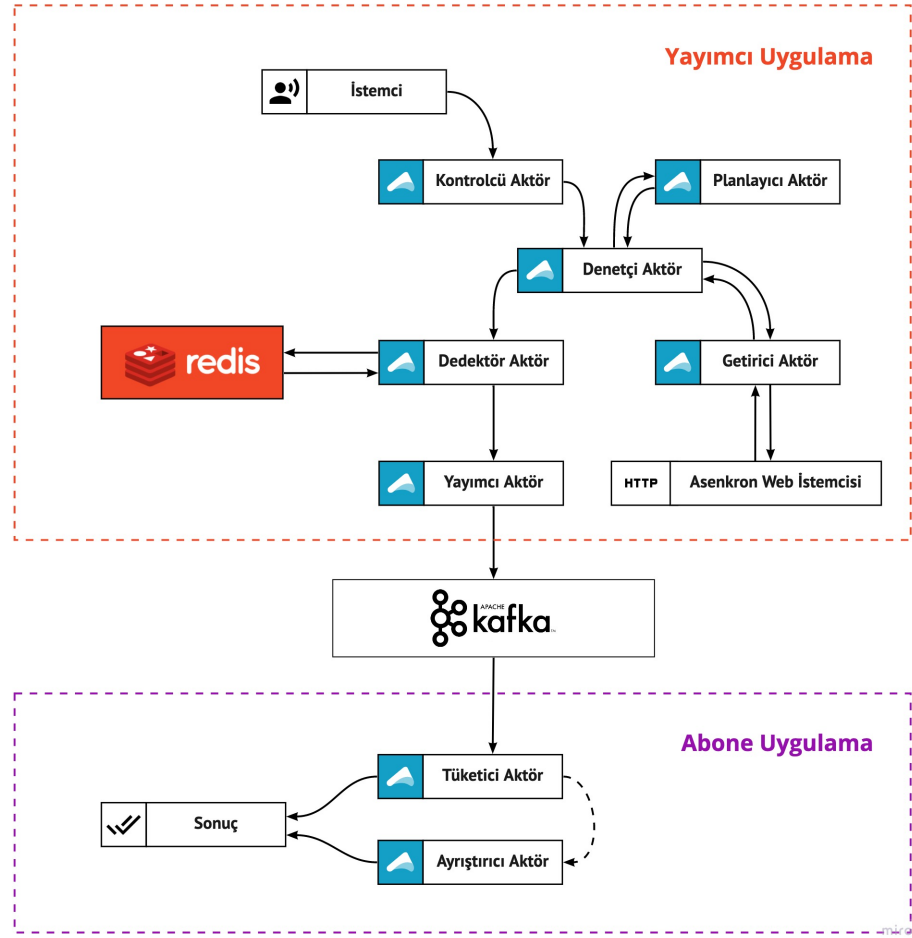 Yayımcı Uygulama
İstemci
Kontrolcü Aktör
Planlayıcı Aktör
Denetçi Aktör
redis
Dedektör Aktör
Getirici Aktör
Yayımcı Aktör
HTTP
Asenkron Web İstemcisi
APACHE
kafka
Abone Uygulama
Tüketici Aktör
Sonuç
Ayrıştırıcı Aktör
miro